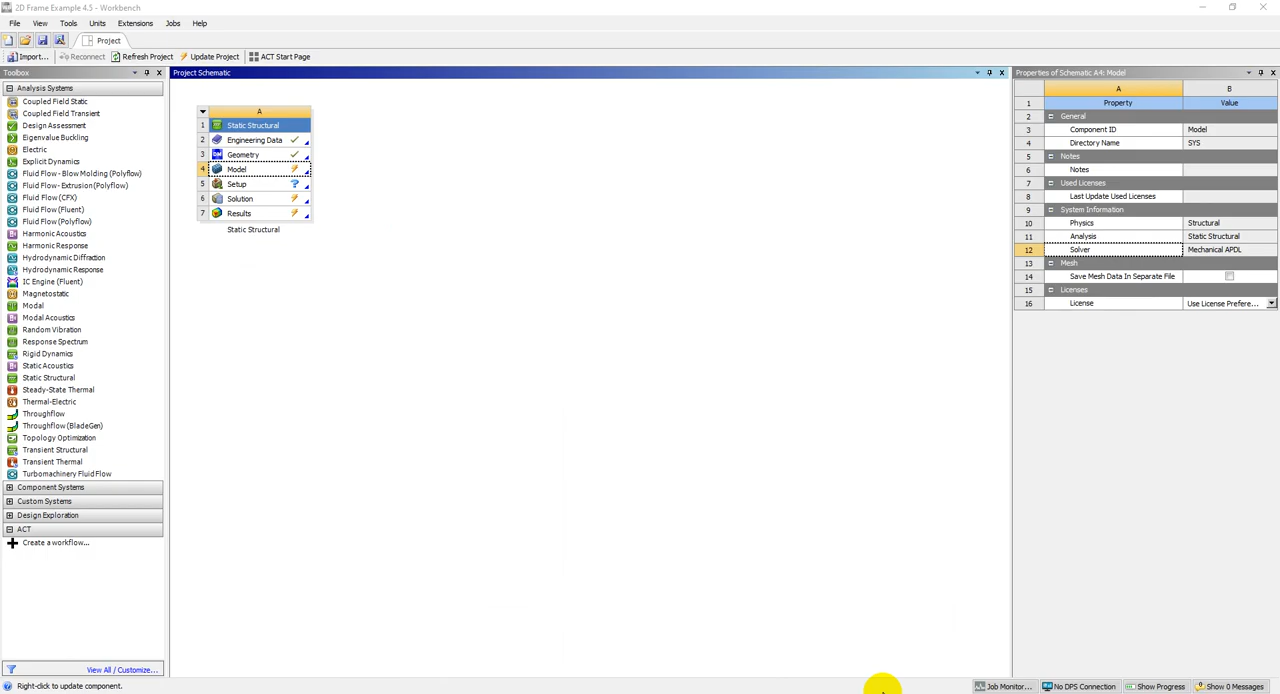 2D Frame Example 4.5 - Workbench
File View Tools Units Extensions Jobs Help
Project
Import... Reconnect Refresh Project Update Project ACT Start Page
Toolbox
Analysis Systems
Coupled Field Static
Coupled Field Transient
Design Assessment
Eigenvalue Buckling
Electric
Explicit Dynamics
Fluid Flow - Blow Molding (Polyflow)
Fluid Flow - Extrusion (Polyflow)
Fluid Flow (CFX)
Fluid Flow (Fluent)
Fluid Flow (Polyflow)
Harmonic Acoustics
Harmonic Response
Hydrodynamic Diffraction
Hydrodynamic Response
IC Engine (Fluent)
Magnetostatic
Modal
Modal Acoustics
Random Vibration
Response Spectrum
Rigid Dynamics
Static Acoustics
Static Structural
Steady-State Thermal
Thermal-Electric
Throughflow
Throughflow (BladeGen)
Topology Optimization
Transient Structural
Transient Thermal
Turbomachinery Fluid Flow
Component Systems
Custom Systems
Design Exploration
ACT
Create a workflow...
View All / Customize...
Project Schematic
A
1 Static Structural
2 Engineering Data
3 DM Geometry
4 Model
5 Setup ?
6 Solution
7 Results
Static Structural
Properties of Schematic A4: Model
A B
1 Property Value
2 General
3 Component ID Model
4 Directory Name SYS
5 Notes
6 Notes
7 Used Licenses
8 Last Update Used Licenses
9 System Information
10 Physics Structural
11 Analysis Static Structural
12 Solver Mechanical APDL
13 Mesh
14 Save Mesh Data In Separate File
15 Licenses
16 License Use License Prefere...
Right-click to update component.
Job Monitor... No DPS Connection Show Progress Show 0 Messages